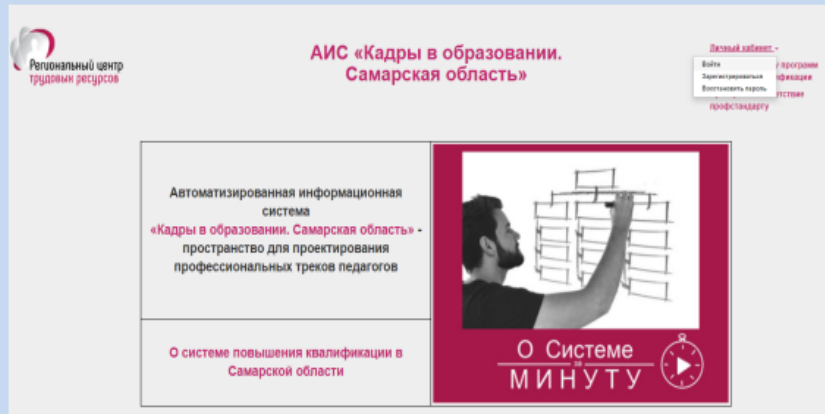 Региональный центр
трудовых ресурсов
АИС «Кадры в образовании.
Самарская область»
Личный кабинет -
Войти
Зарегистрироваться
Восстановить пароль
программ
профстандарту
Автоматизированная информационная
система
«Кадры в образовании. Самарская область» -
пространство для проектирования
профессиональных треков педагогов
О системе повышения квалификации в
Самарской области
О Системе
за
МИНУТУ